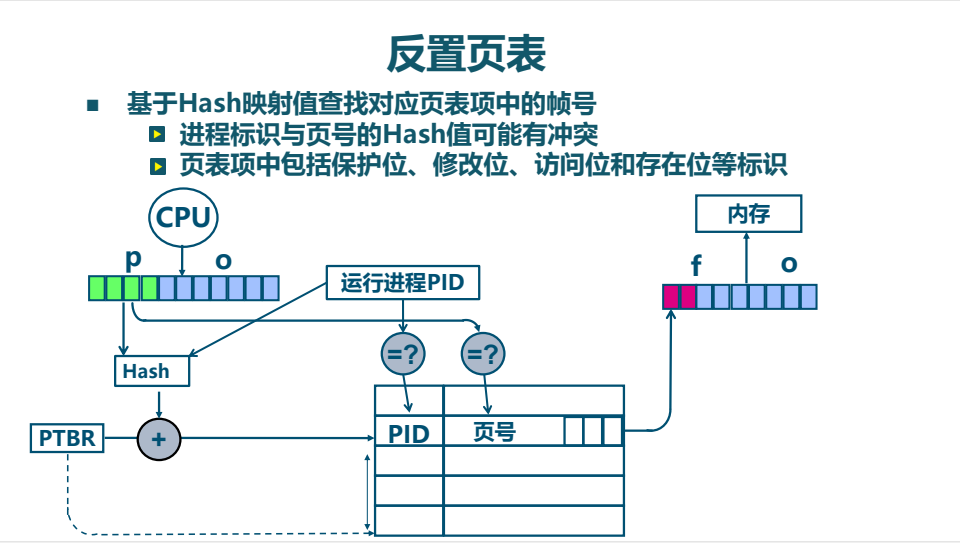 反置页表
基于Hash映射值查找对应页表项中的帧号
进程标识与页号的Hash值可能有冲突
页表项中包括保护位、修改位、访问位和存在位等标识
CPU
内存
p
o
f
o
运行进程PID
=?
=?
Hash
PTBR
+
PID
页号